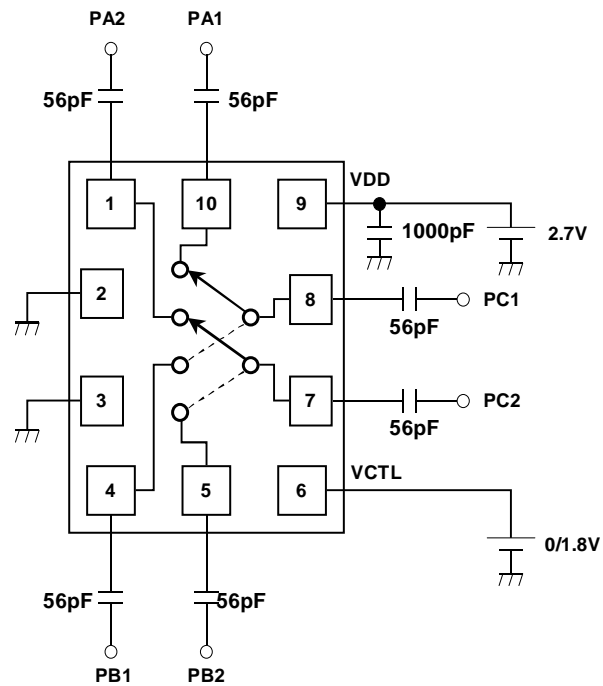 PA2 PA1
56pF 56pF
1 10 9 VDD
1000pF 2.7V
2 8 PC1
56pF
3 7 PC2
56pF
4 5 6 VCTL
0/1.8V
56pF 56pF
PB1 PB2